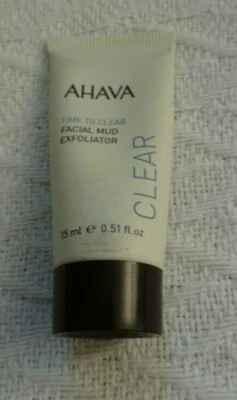 AHAVA
TIME TO CLEAR
FACIAL MUD
EXFOLIATOR
CLEAR
15 ml e 0.51 fl.oz